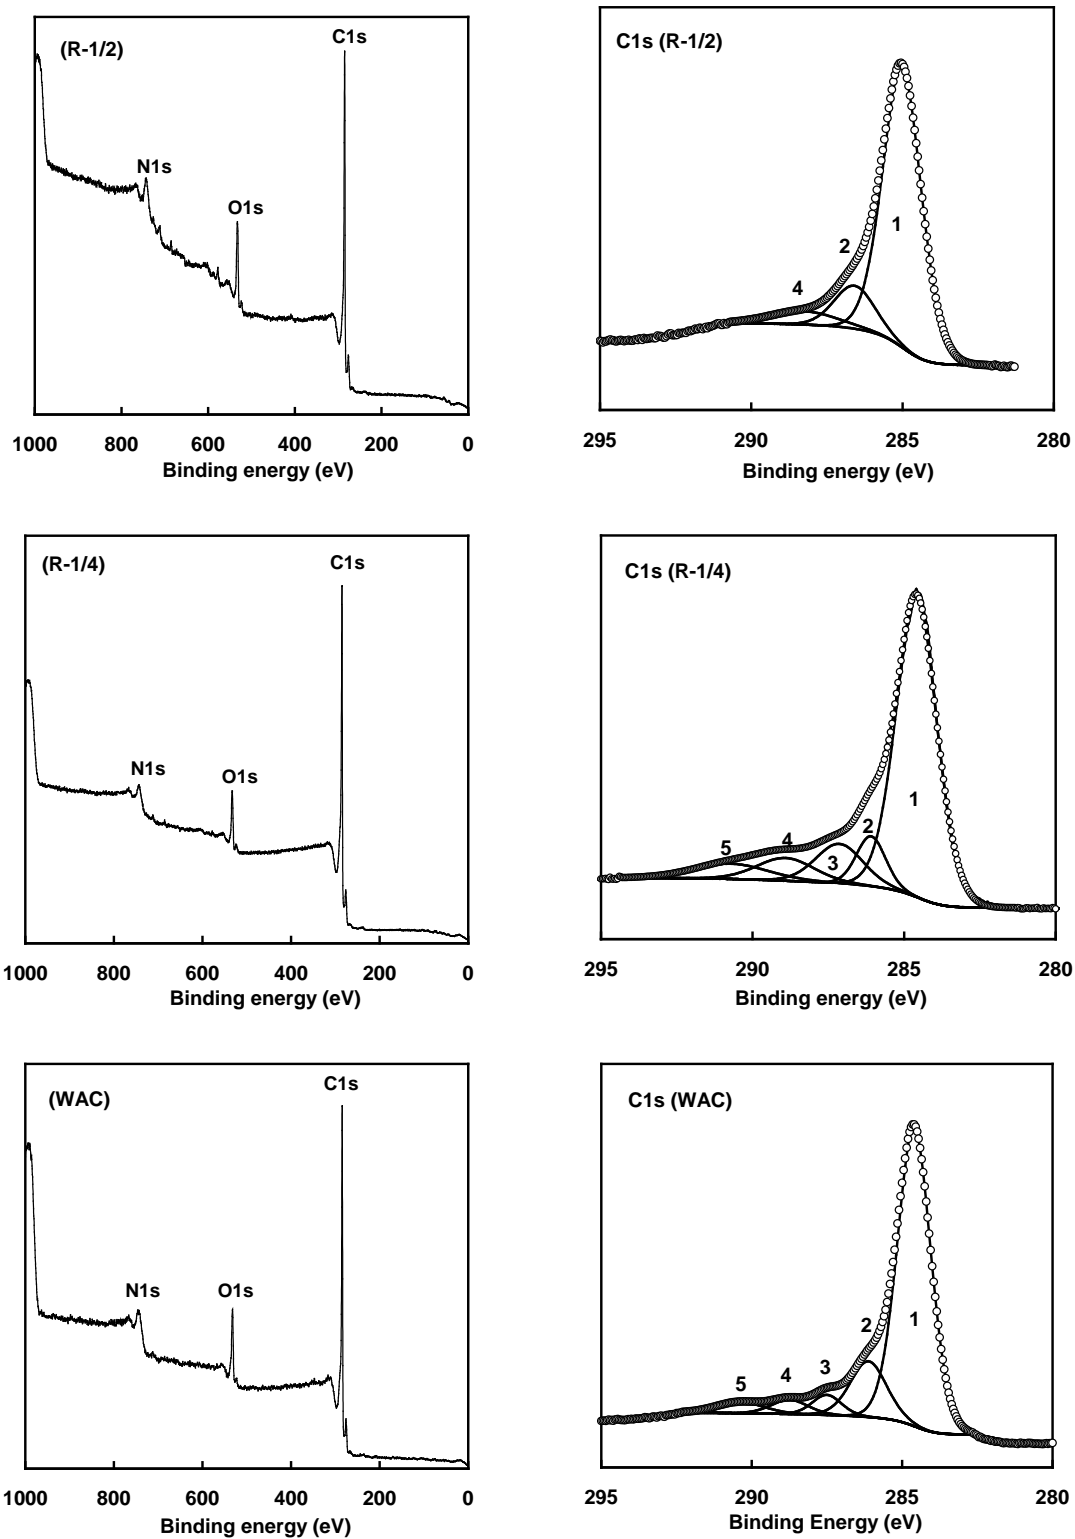 (R-1/2)
C1s
N1s
O1s
1000 800 600 400 200 0
Binding energy (eV)
C1s (R-1/2)
1
2
4
295 290 285 280
Binding energy (eV)
(R-1/4)
C1s
N1s
O1s
1000 800 600 400 200 0
Binding energy (eV)
C1s (R-1/4)
1
2
5 4
3
295 290 285 280
Binding energy (eV)
(WAC)
C1s
N1s O1s
1000 800 600 400 200 0
Binding energy (eV)
C1s (WAC)
2 1
5 4 3
295 290 285 280
Binding Energy (eV)